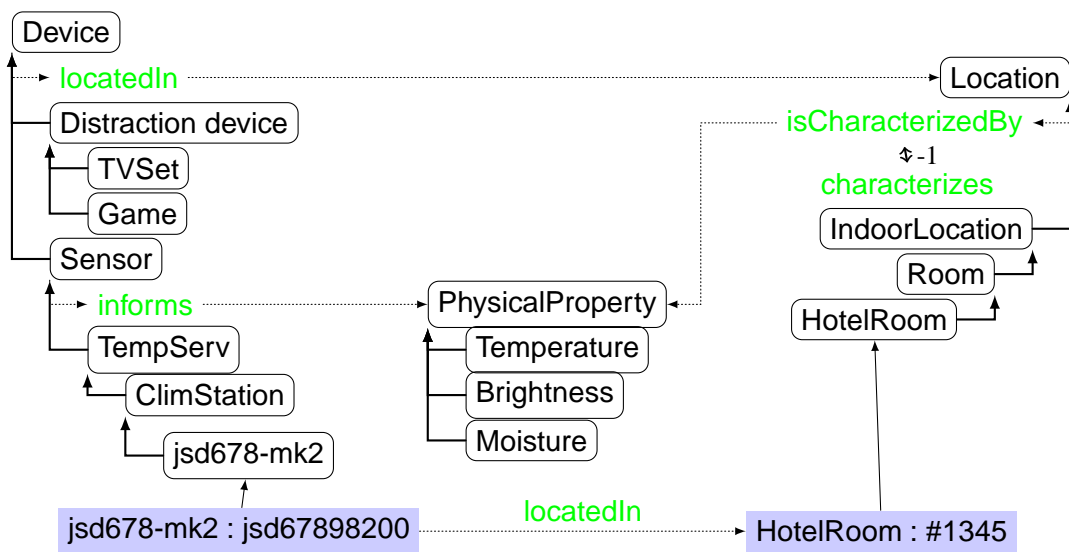 Device
locatedIn
Location
Distraction device
isCharacterizedBy
TVSet
⇕-1
Game
characterizes
IndoorLocation
Sensor
Room
informs
PhysicalProperty
HotelRoom
TempServ
Temperature
ClimStation
Brightness
jsd678-mk2
Moisture
locatedIn
jsd678-mk2 : jsd67898200
HotelRoom : #1345